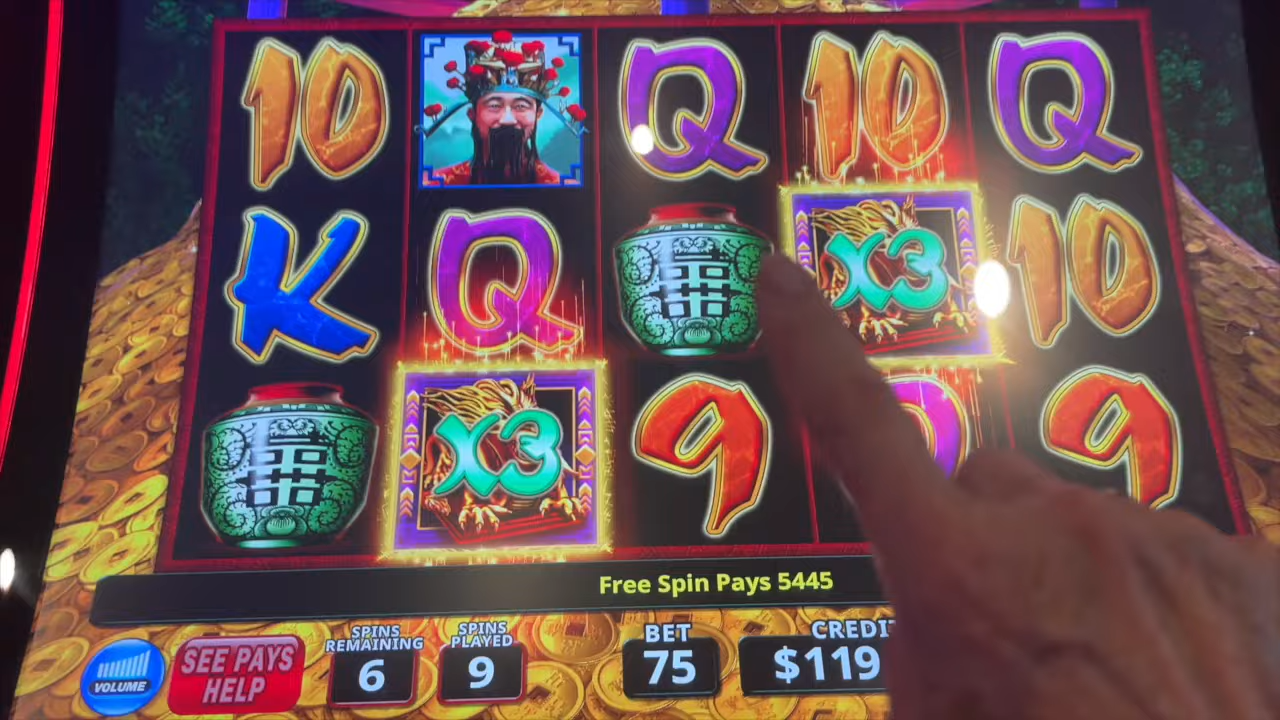 10 Q 10 Q
K Q X3 10
X3 9 9
Free Spin Pays 5445
SPINS REMAINING
6
SPINS PLAYED
9
BET
75
CREDIT
$119
VOLUME
SEE PAYS
HELP